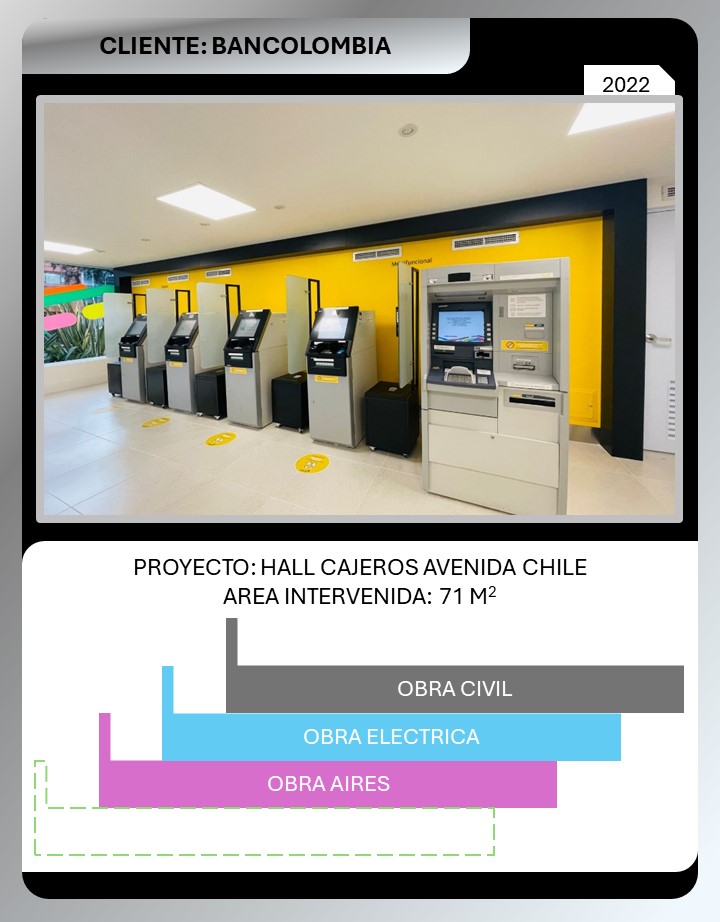 CLIENTE: BANCOLOMBIA
2022
PROYECTO: HALL CAJEROS AVENIDA CHILE
AREA INTERVENIDA: 71 M²
OBRA CIVIL
OBRA ELECTRICA
OBRA AIRES